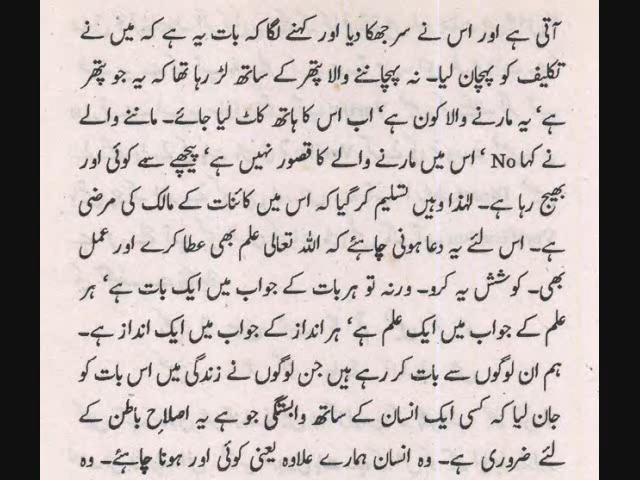 آتی ہے اور اس نے سر جھکا دیا اور کہنے لگا کہ بات یہ ہے کہ میں نے
تکلیف کو پہچان لیا۔ نہ پہچاننے والا پتھر کے ساتھ لڑ رہا تھا کہ یہ جو پتھر
ہے‘ یہ مارنے والا کون ہے‘ اب اس کا ہاتھ کاٹ لیا جائے۔ ماننے والے
نے کہا No ‘ اس میں مارنے والے کا قصور نہیں ہے‘ پیچھے سے کوئی اور
بھیج رہا ہے۔ لہٰذا وہیں تسلیم کر گیا کہ اس میں کائنات کے مالک کی مرضی
ہے۔ اس لئے یہ دعا ہونی چاہئے کہ اللہ تعالٰی علم بھی عطا کرے اور عمل
بھی۔ کوشش یہ کرو۔ ورنہ تو ہر بات کے جواب میں ایک بات ہے‘ ہر
علم کے جواب میں ایک علم ہے‘ ہر انداز کے جواب میں ایک انداز ہے۔
ہم ان لوگوں سے بات کر رہے ہیں جن لوگوں نے زندگی میں اس بات کو
جان لیا کہ کسی ایک انسان کے ساتھ وابستگی جو ہے یہ اصلاحِ باطن کے
لئے ضروری ہے۔ وہ انسان ہمارے علاوہ یعنی کوئی اور ہونا چاہئے۔ وہ